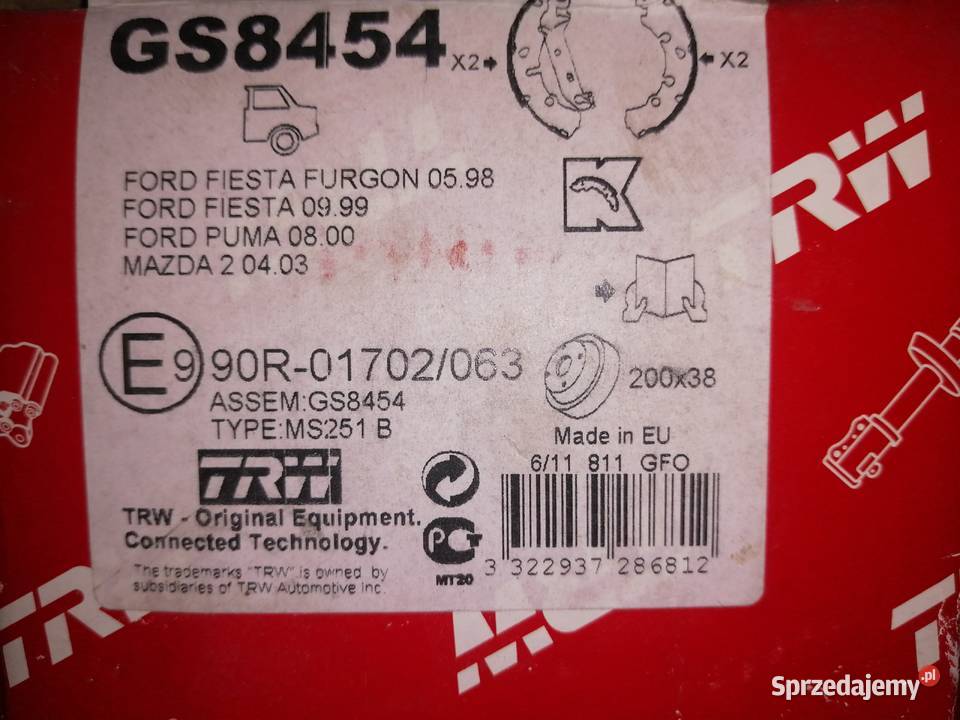 GS8454 X2 X2
FORD FIESTA FURGON 05.98
FORD FIESTA 09.99
FORD PUMA 08.00
MAZDA 2 04.03
K
TRW
E9 90R-01702/063
200x38
ASSEM:GS8454
TYPE:MS251 B
Made in EU
6/11 811 GFO
TRW
TRW - Original Equipment.
Connected Technology.
PCT
MT20
3 322937 286812
The trademarks "TRW" is owned by
subsidiaries of TRW Automotive Inc.
TRW
Sprzedajemy.pl